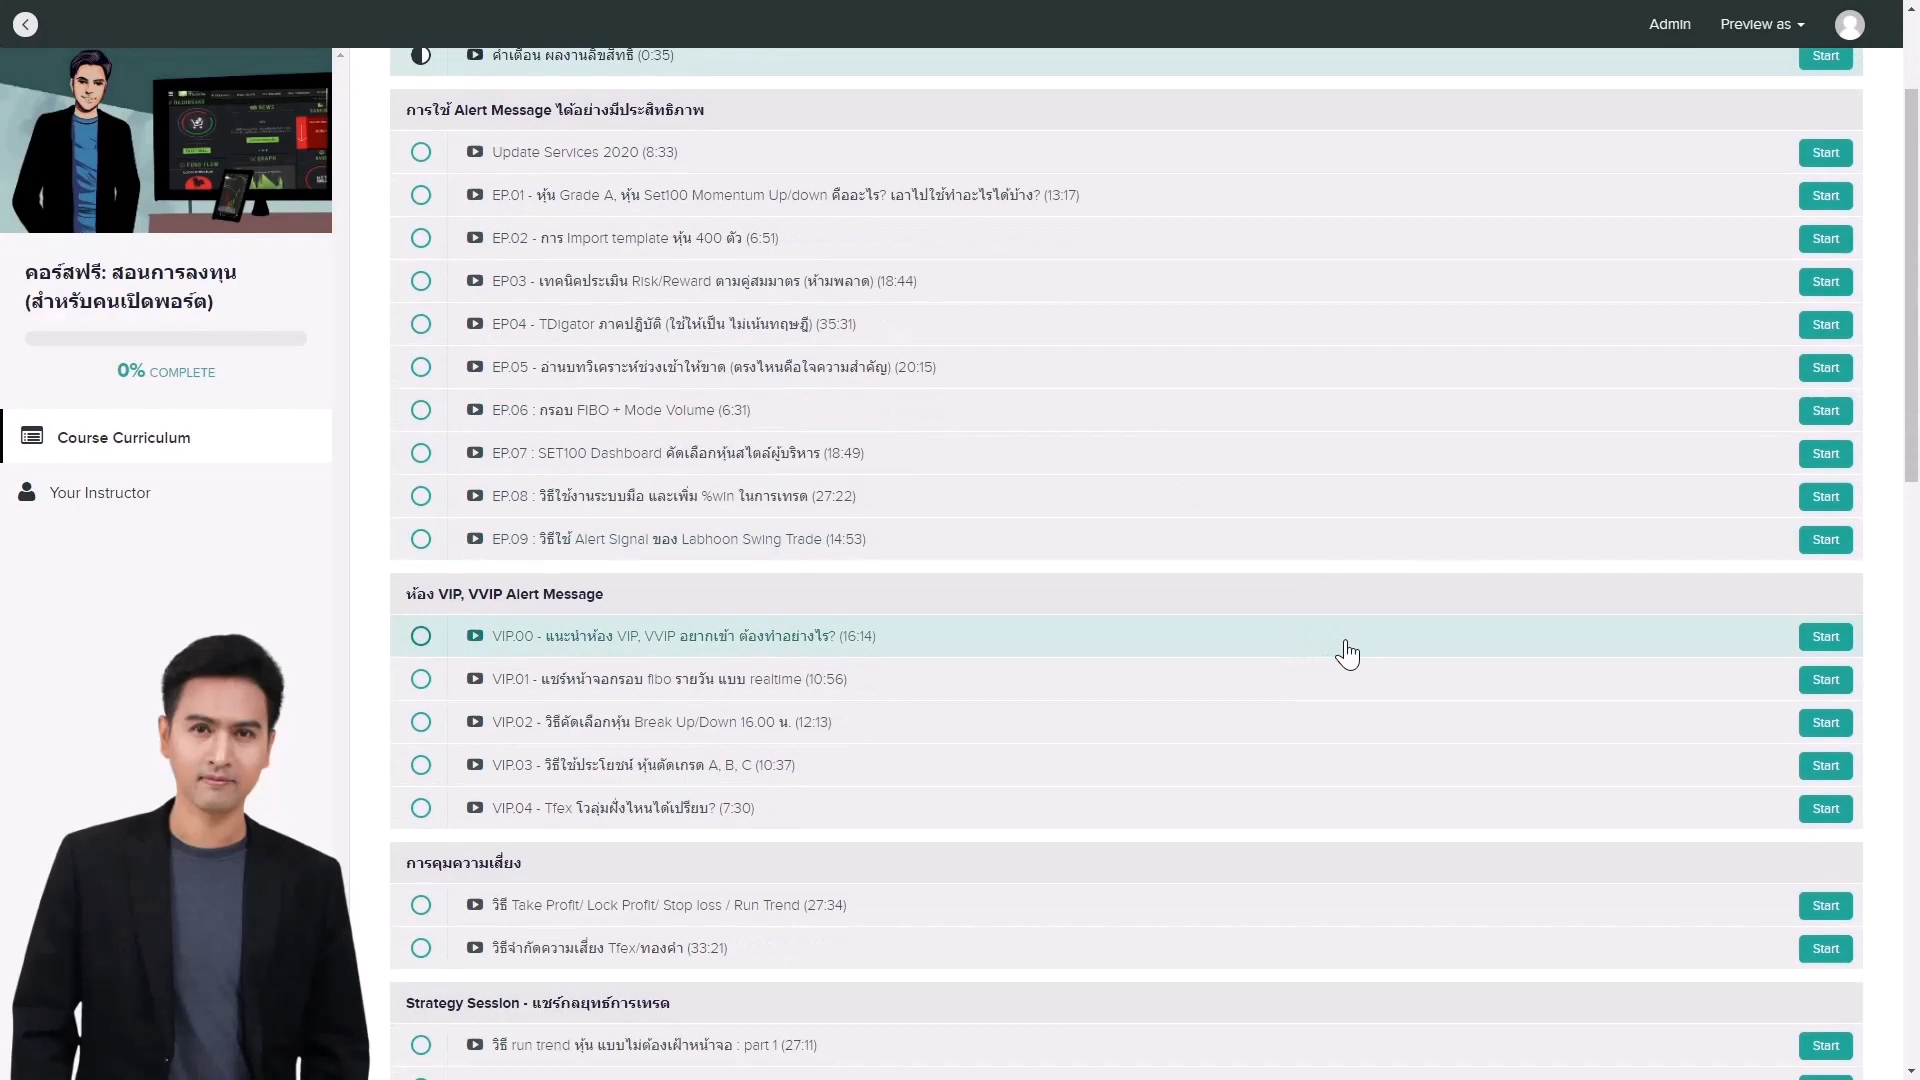 Admin
Preview as
คำเตือน ผลงานลิขสิทธิ์ (0:35)
Start
การใช้ Alert Message ได้อย่างมีประสิทธิภาพ
Update Services 2020 (8:33)
Start
EP.01 - หุ้น Grade A, หุ้น Set100 Momentum Up/down คืออะไร? เอาไปใช้ทำอะไรได้บ้าง? (13:17)
Start
EP.02 - การ Import template หุ้น 400 ตัว (6:51)
Start
EP03 - เทคนิคประเมิน Risk/Reward ตามคู่สมมาตร (ห้ามพลาด) (18:44)
Start
EP04 - TDigator ภาคปฎิบัติ (ใช้ให้เป็น ไม่เน้นทฤษฎี) (35:31)
Start
EP.05 - อ่านบทวิเคราะห์ช่วงเช้าให้ขาด (ตรงไหนคือใจความสำคัญ) (20:15)
Start
EP.06 : กรอบ FIBO + Mode Volume (6:31)
Start
EP.07 : SET100 Dashboard คัดเลือกหุ้นสไตล์ผู้บริหาร (18:49)
Start
EP.08 : วิธีใช้งานระบบมือ และเพิ่ม %win ในการเทรด (27:22)
Start
EP.09 : วิธีใช้ Alert Signal ของ Labhoon Swing Trade (14:53)
Start
ห้อง VIP, VVIP Alert Message
VIP.00 - แนะนำห้อง VIP, VVIP อยากเข้า ต้องทำอย่างไร? (16:14)
Start
VIP.01 - แชร์หน้าจอกรอบ fibo รายวัน แบบ realtime (10:56)
Start
VIP.02 - วิธีคัดเลือกหุ้น Break Up/Down 16.00 น. (12:13)
Start
VIP.03 - วิธีใช้ประโยชน์ หุ้นตัดเกรด A, B, C (10:37)
Start
VIP.04 - Tfex โวลุ่มฝั่งไหนได้เปรียบ? (7:30)
Start
การคุมความเสี่ยง
วิธี Take Profit/ Lock Profit/ Stop loss / Run Trend (27:34)
Start
วิธีจำกัดความเสี่ยง Tfex/ทองคำ (33:21)
Start
Strategy Session - แชร์กลยุทธ์การเทรด
วิธี run trend หุ้น แบบไม่ต้องเฝ้าหน้าจอ : part 1 (27:11)
Start
DASHBOARD
NEWS
FUND FLOW
GRAPH
คอร์สฟรี: สอนการลงทุน
(สำหรับคนเปิดพอร์ต)
0% COMPLETE
Course Curriculum
Your Instructor